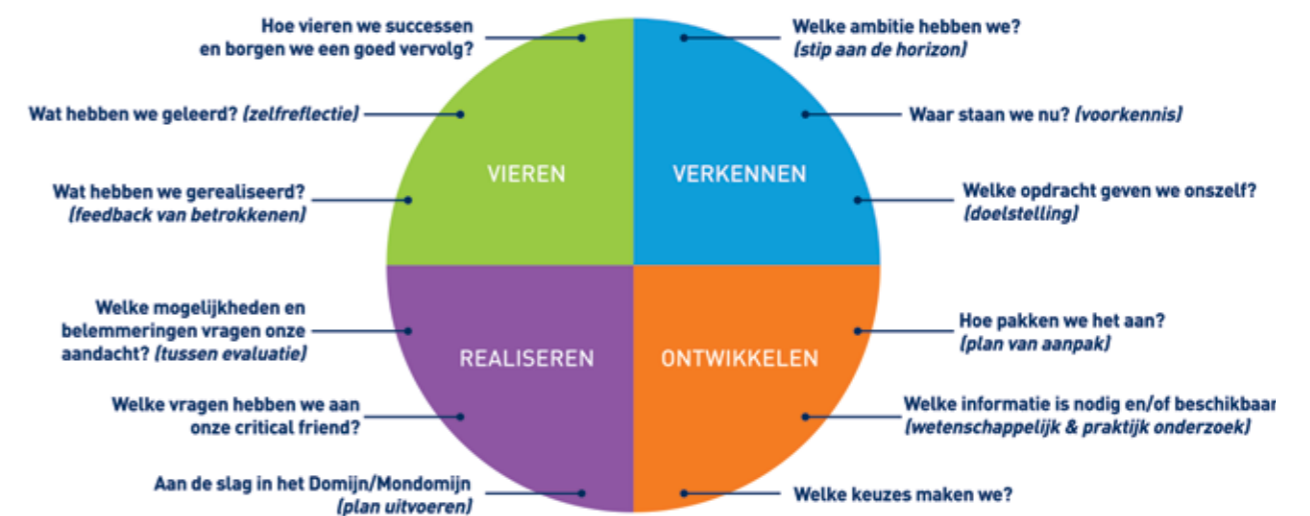 Hoe vieren we successen
en borgen we een goed vervolg?
Wat hebben we geleerd? (zelfreflectie)
Wat hebben we gerealiseerd?
(feedback van betrokkenen)
VIEREN
Welke ambitie hebben we?
(stip aan de horizon)
Waar staan we nu? (voorkennis)
Welke opdracht geven we onszelf?
(doelstelling)
VERKENNEN
Welke mogelijkheden en
belemmeringen vragen onze
aandacht? (tussen evaluatie)
Welke vragen hebben we aan
onze critical friend?
Aan de slag in het Domijn/Mondomijn
(plan uitvoeren)
REALISEREN
ONTWIKKELEN
Hoe pakken we het aan?
(plan van aanpak)
Welke informatie is nodig en/of beschikbaar
(wetenschappelijk & praktijk onderzoek)
Welke keuzes maken we?